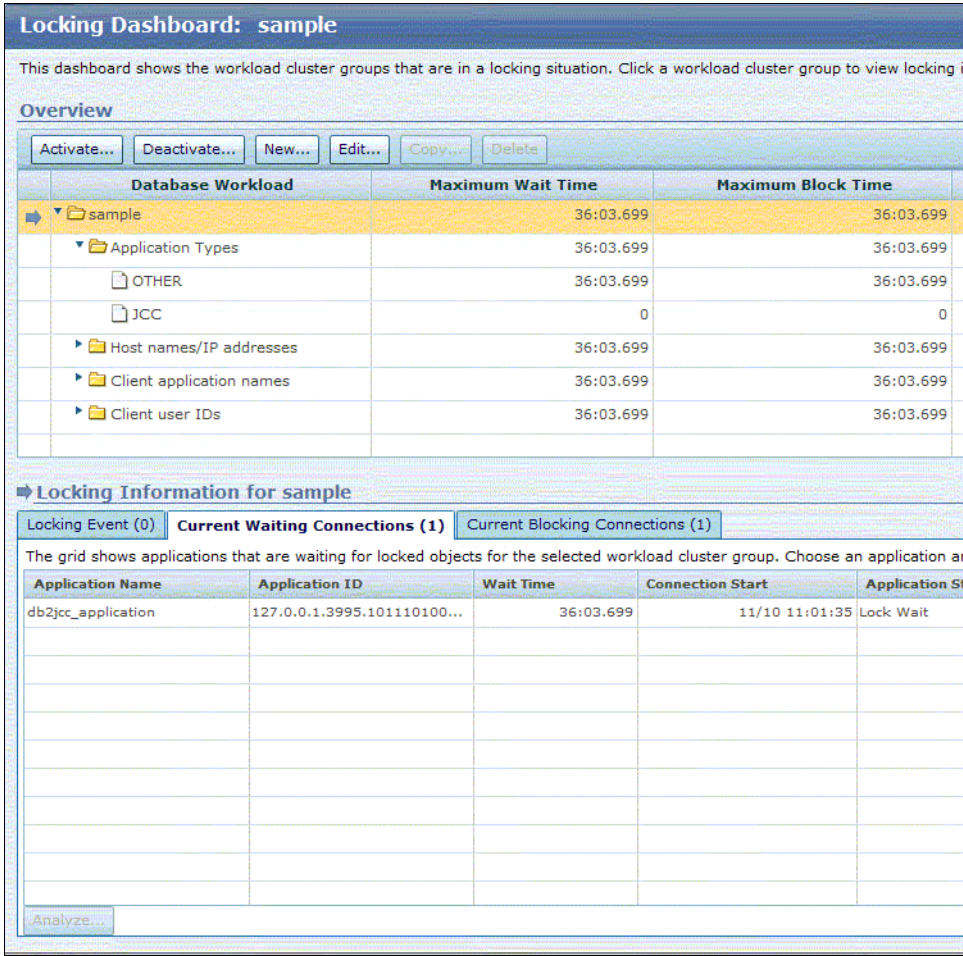 Locking Dashboard: sample
This dashboard shows the workload cluster groups that are in a locking situation. Click a workload cluster group to view locking
Overview
Activate... Deactivate... New... Edit... Copy... Delete
Database Workload Maximum Wait Time Maximum Block Time
sample 36:03.699 36:03.699
Application Types 36:03.699 36:03.699
OTHER 36:03.699 36:03.699
JCC 0 0
Host names/IP addresses 36:03.699 36:03.699
Client application names 36:03.699 36:03.699
Client user IDs 36:03.699 36:03.699
Locking Information for sample
Locking Event (0) Current Waiting Connections (1) Current Blocking Connections (1)
The grid shows applications that are waiting for locked objects for the selected workload cluster group. Choose an application
Application Name Application ID Wait Time Connection Start Application
db2jcc_application 127.0.0.1.3995.101110100... 36:03.699 11/10 11:01:35 Lock Wait
Analyze...